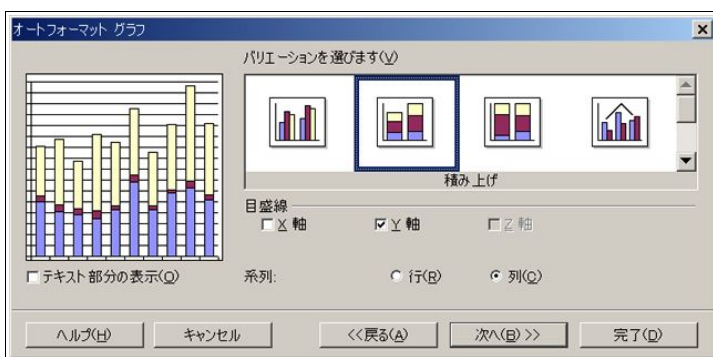 オートフォーマット グラフ
バリエーションを選びます(V)
積み上げ
目盛線
X 軸
Y 軸
Z 軸
テキスト部分の表示(O)
系列:
行(R)
列(C)
ヘルプ(H)
キャンセル
<<戻る(A)
次へ(B) >>
完了(D)